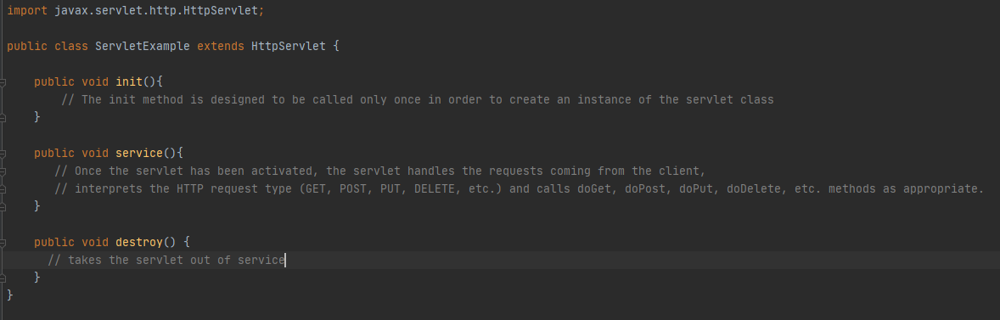 import javax.servlet.http.HttpServlet;
public class ServletExample extends HttpServlet {
public void init(){
// The init method is designed to be called only once in order to create an instance of the servlet class
}
public void service(){
// Once the servlet has been activated, the servlet handles the requests coming from the client,
// interprets the HTTP request type (GET, POST, PUT, DELETE, etc.) and calls doGet, doPost, doPut, doDelete, etc. methods as appropriate.
}
public void destroy() {
// takes the servlet out of service
}
}